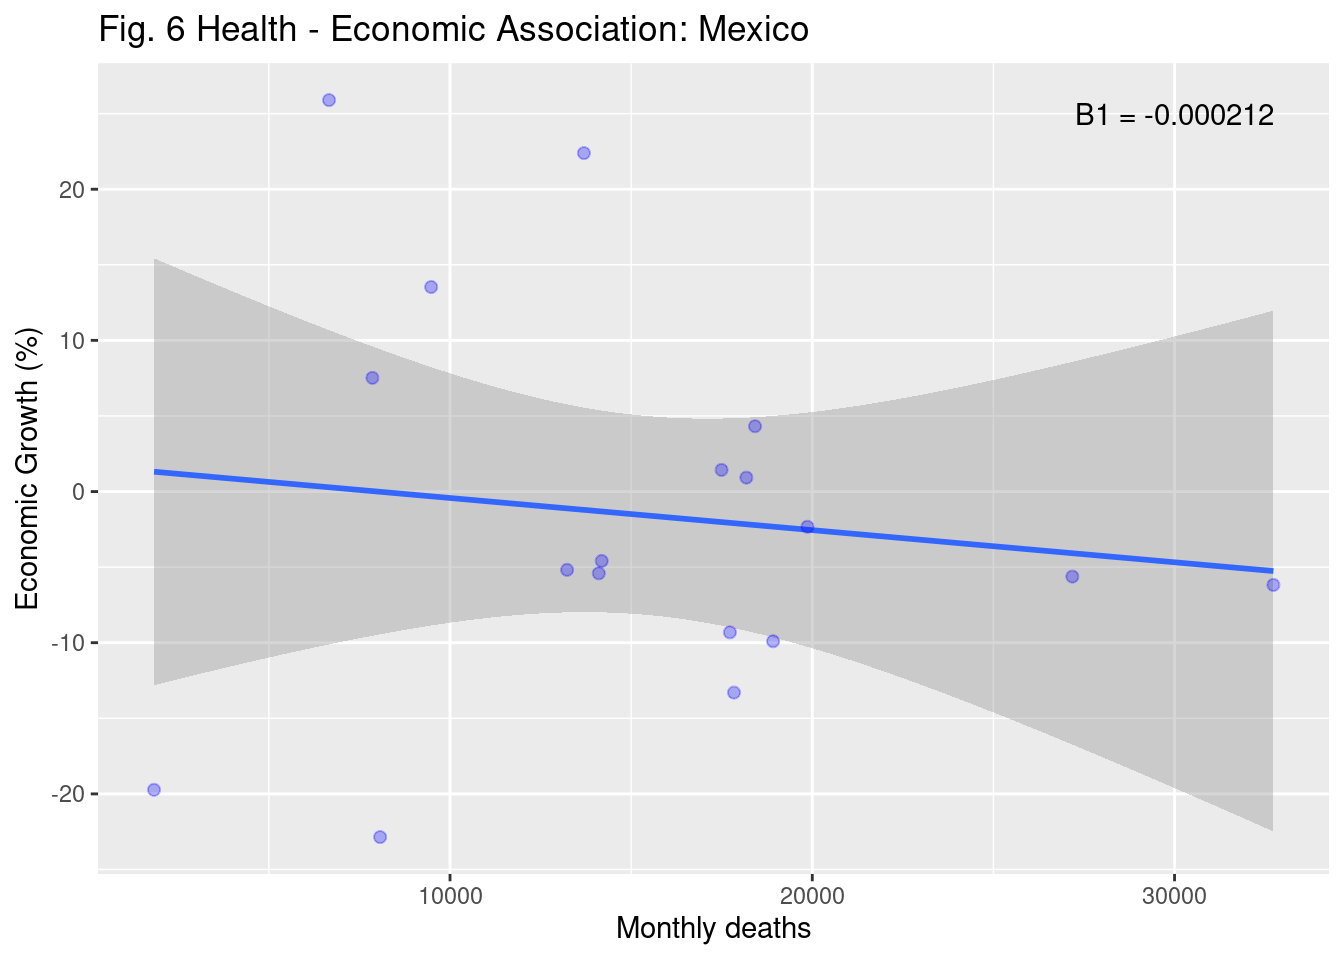 Fig. 6 Health - Economic Association: Mexico
B1 = -0.000212
20
10
0
-10
-20
Economic Growth (%)
10000 20000 30000
Monthly deaths